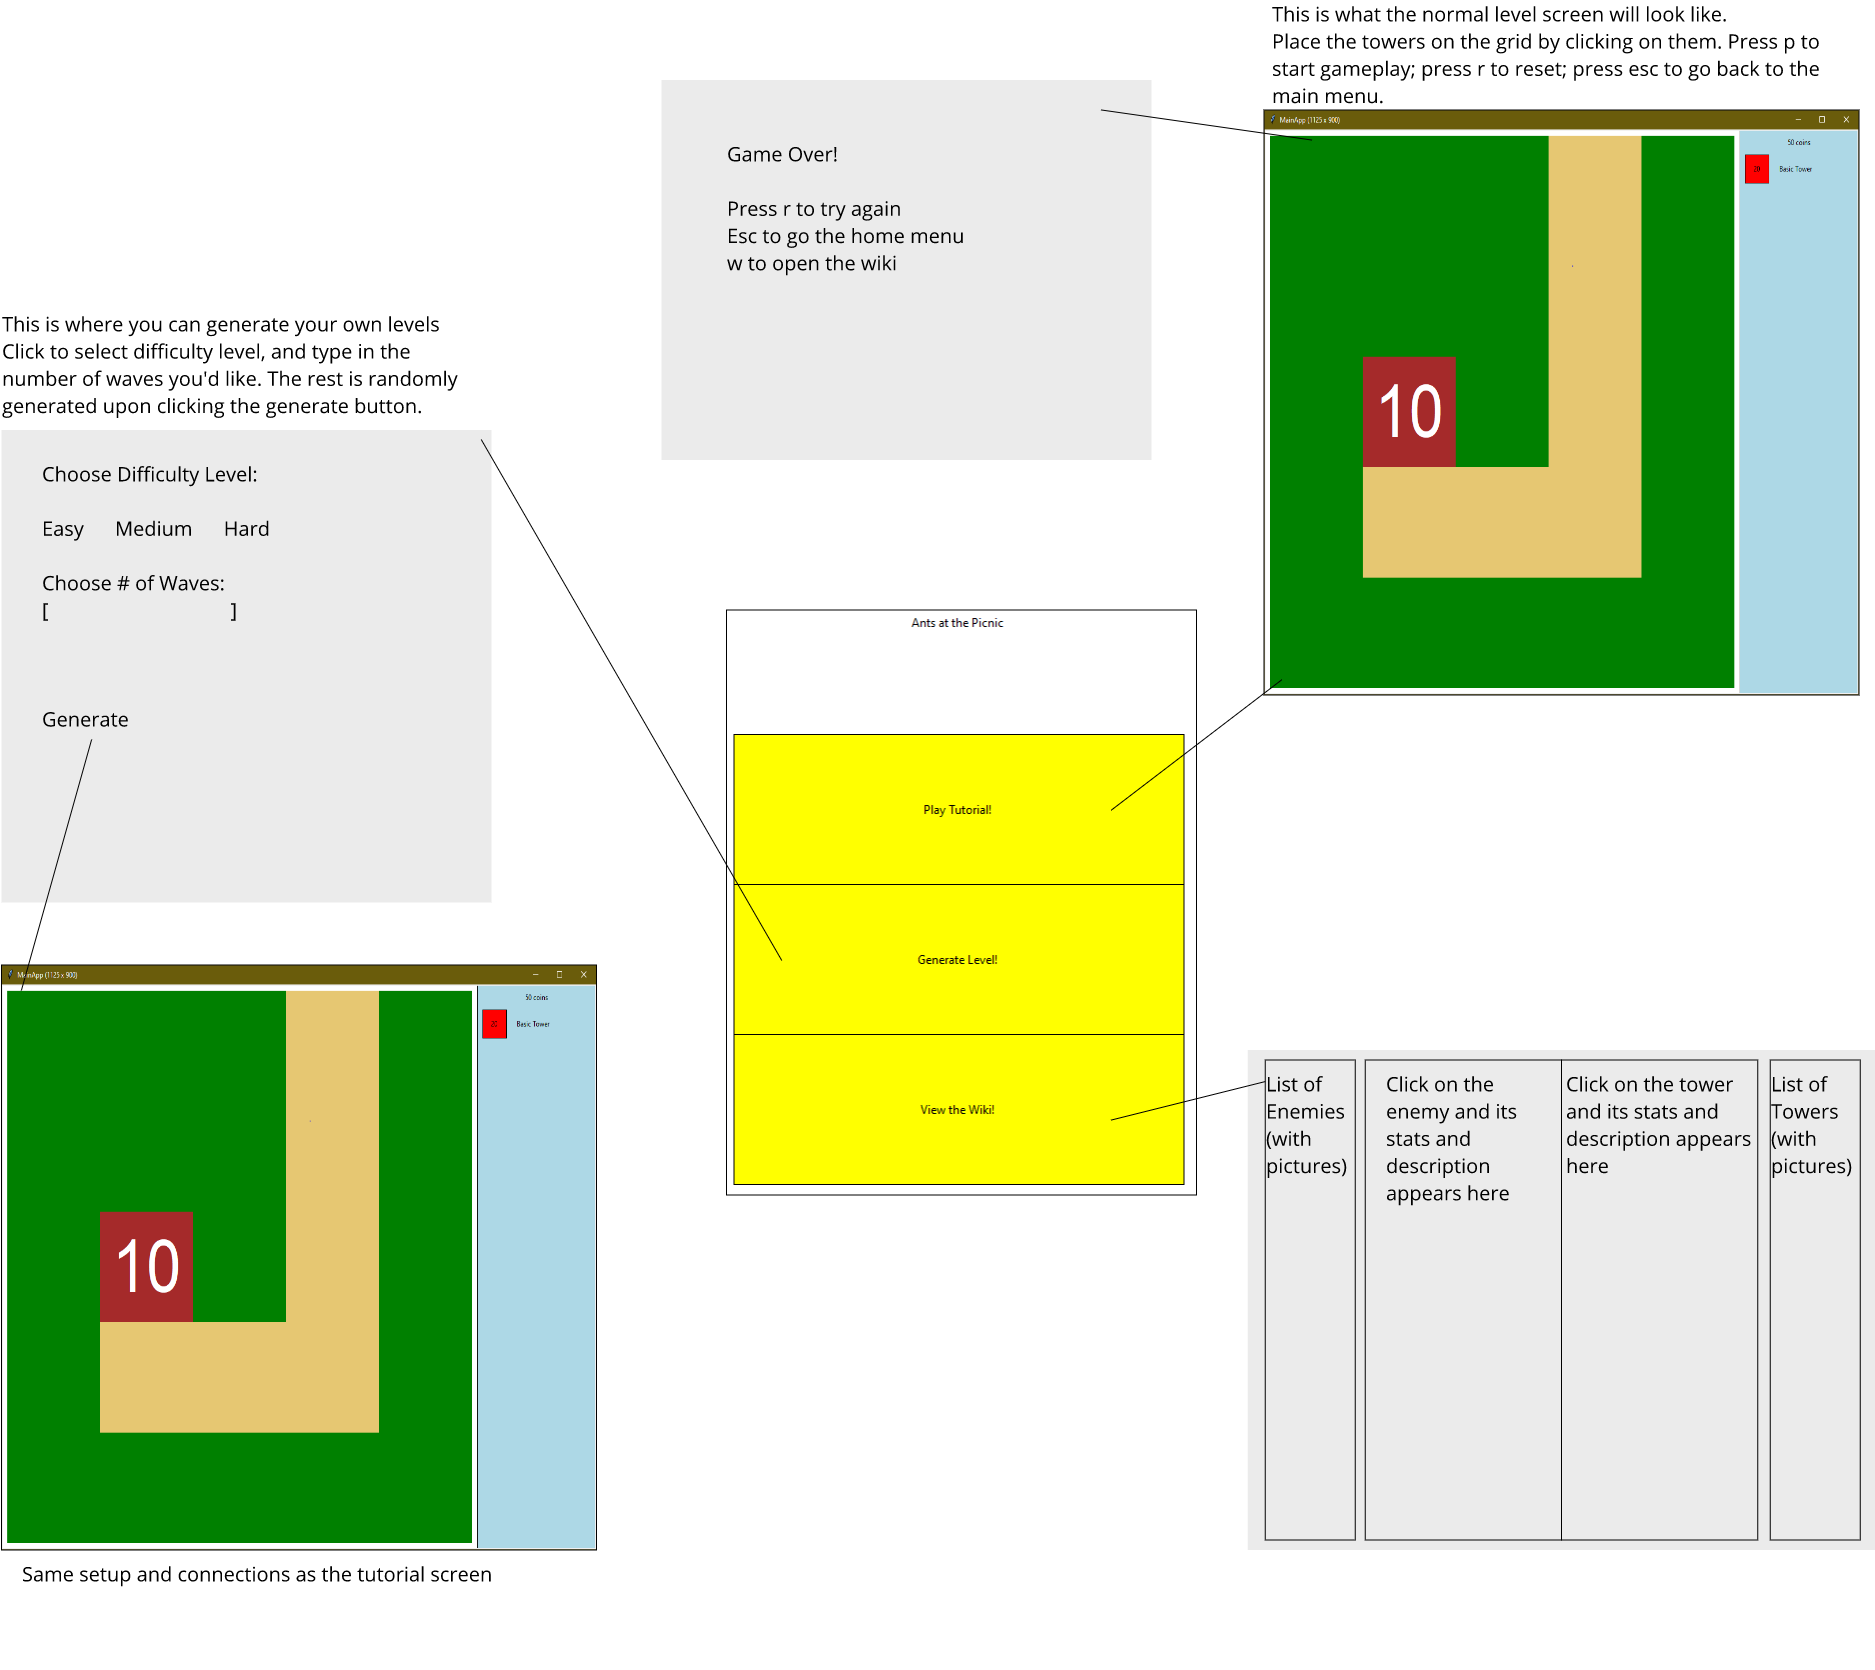 This is what the normal level screen will look like.
Place the towers on the grid by clicking on them. Press p to
start gameplay; press r to reset; press esc to go back to the
main menu.
MainApp (1125 x 900)
50 coins
20
Basic Tower
10
Game Over!
Press r to try again
Esc to go the home menu
w to open the wiki
This is where you can generate your own levels
Click to select difficulty level, and type in the
number of waves you'd like. The rest is randomly
generated upon clicking the generate button.
Choose Difficulty Level:
Easy Medium Hard
Choose # of Waves:
[ ]
Generate
Ants at the Picnic
Play Tutorial!
Generate Level!
View the Wiki!
MainApp (1125 x 900)
50 coins
20
Basic Tower
10
Same setup and connections as the tutorial screen
List of
Enemies
(with
pictures)
Click on the
enemy and its
stats and
description
appears here
Click on the tower
and its stats and
description appears
here
List of
Towers
(with
pictures)